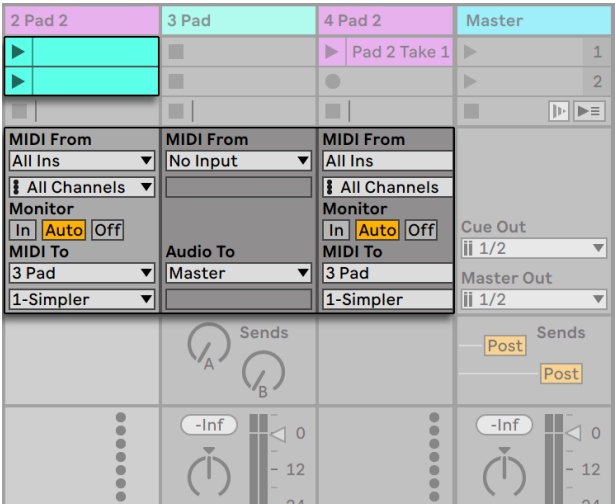 2 Pad 2
3 Pad
4 Pad 2
Master
Pad 2 Take 1
1
2
MIDI From
All Ins
All Channels
Monitor
In Auto Off
MIDI To
3 Pad
1-Simpler
MIDI From
No Input
Audio To
Master
MIDI From
All Ins
All Channels
Monitor
In Auto Off
MIDI To
3 Pad
1-Simpler
Cue Out
1/2
Master Out
1/2
Sends
A
B
Sends
Post
Post
-Inf
0
12
24
-Inf
0
12
24